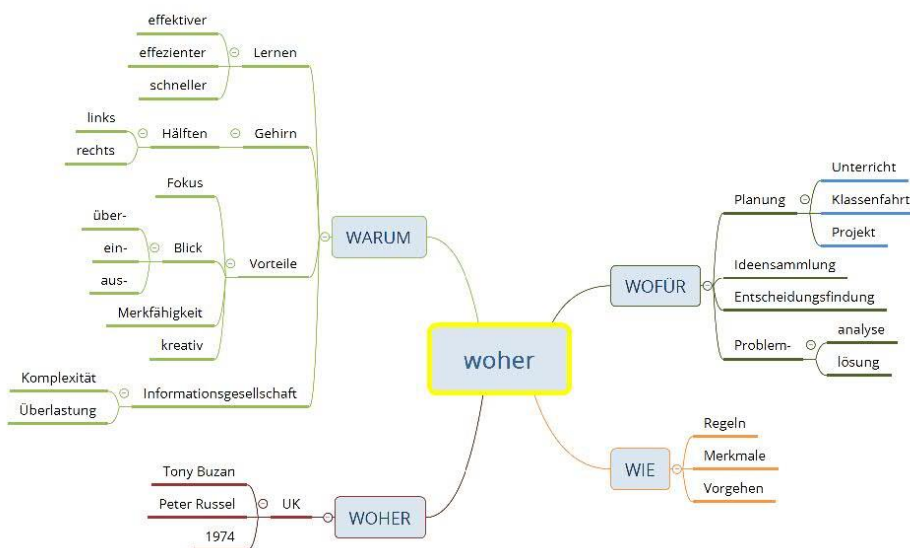 effektiver
effezienter
schneller
Lernen
links
rechts
Hälften
Gehirn
Fokus
über-
ein-
aus-
Blick
Merkfähigkeit
kreativ
Vorteile
Komplexität
Überlastung
Informationsgesellschaft
WARUM
Tony Buzan
Peter Russel
1974
UK
WOHER
woher
WOFÜR
Planung
Unterricht
Klassenfahrt
Projekt
Ideensammlung
Entscheidungsfindung
Problem-
analyse
lösung
WIE
Regeln
Merkmale
Vorgehen